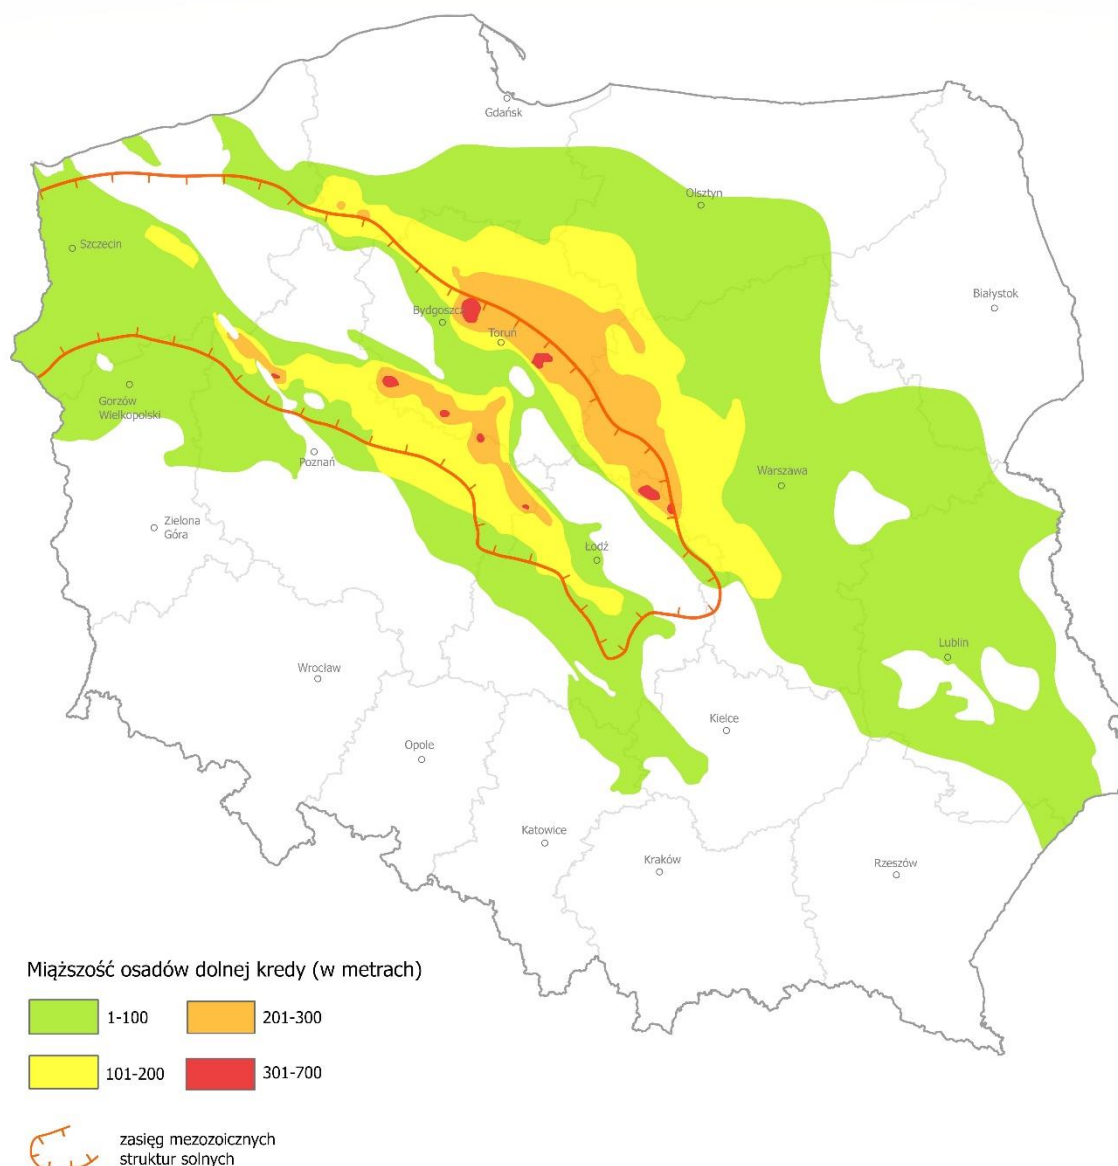 Gdańsk
Olsztyn
Szczecin
Białystok
Bydgoszcz
Toruń
Gorzów
Wielkopolski
Poznań
Warszawa
Zielona
Góra
Łódź
Lublin
Wrocław
Kielce
Opole
Katowice
Kraków
Rzeszów
Miąższość osadów dolnej kredy (w metrach)
1-100
201-300
101-200
301-700
zasięg mezozoicznych
struktur solnych